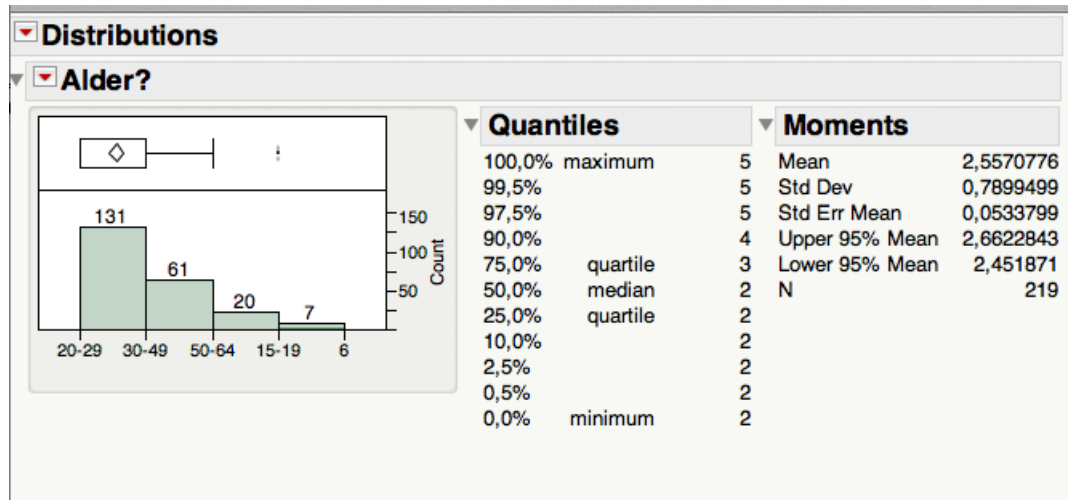 Distributions
Alder?
131
61
20
7
150
100
50
Count
20-29 30-49 50-64 15-19 6
Quantiles
100,0% maximum 5
99,5% 5
97,5% 5
90,0% 4
75,0% quartile 3
50,0% median 2
25,0% quartile 2
10,0% 2
2,5% 2
0,5% 2
0,0% minimum 2
Moments
Mean 2,5570776
Std Dev 0,7899499
Std Err Mean 0,0533799
Upper 95% Mean 2,6622843
Lower 95% Mean 2,451871
N 219